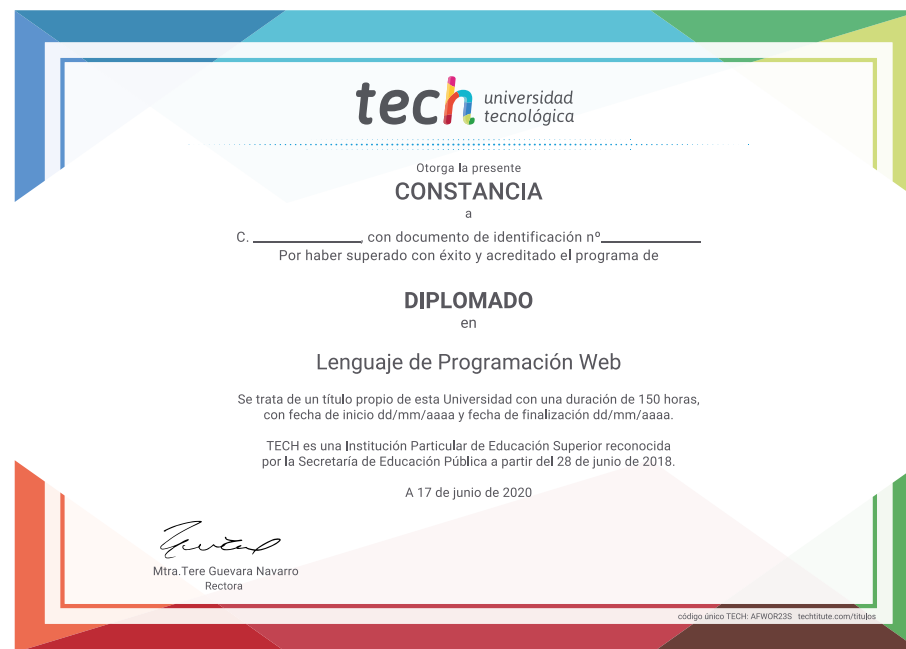 tech universidad
tecnológica
Otorga la presente
CONSTANCIA
a
C. ____________, con documento de identificación nº___________
Por haber superado con éxito y acreditado el programa de
DIPLOMADO
en
Lenguaje de Programación Web
Se trata de un título propio de esta Universidad con una duración de 150 horas,
con fecha de inicio dd/mm/aaaa y fecha de finalización dd/mm/aaaa.
TECH es una Institución Particular de Educación Superior reconocida
por la Secretaría de Educación Pública a partir del 28 de junio de 2018.
A 17 de junio de 2020
Mtra.Tere Guevara Navarro
Rectora
código único TECH: AFWOR23S techtitute.com/titulos